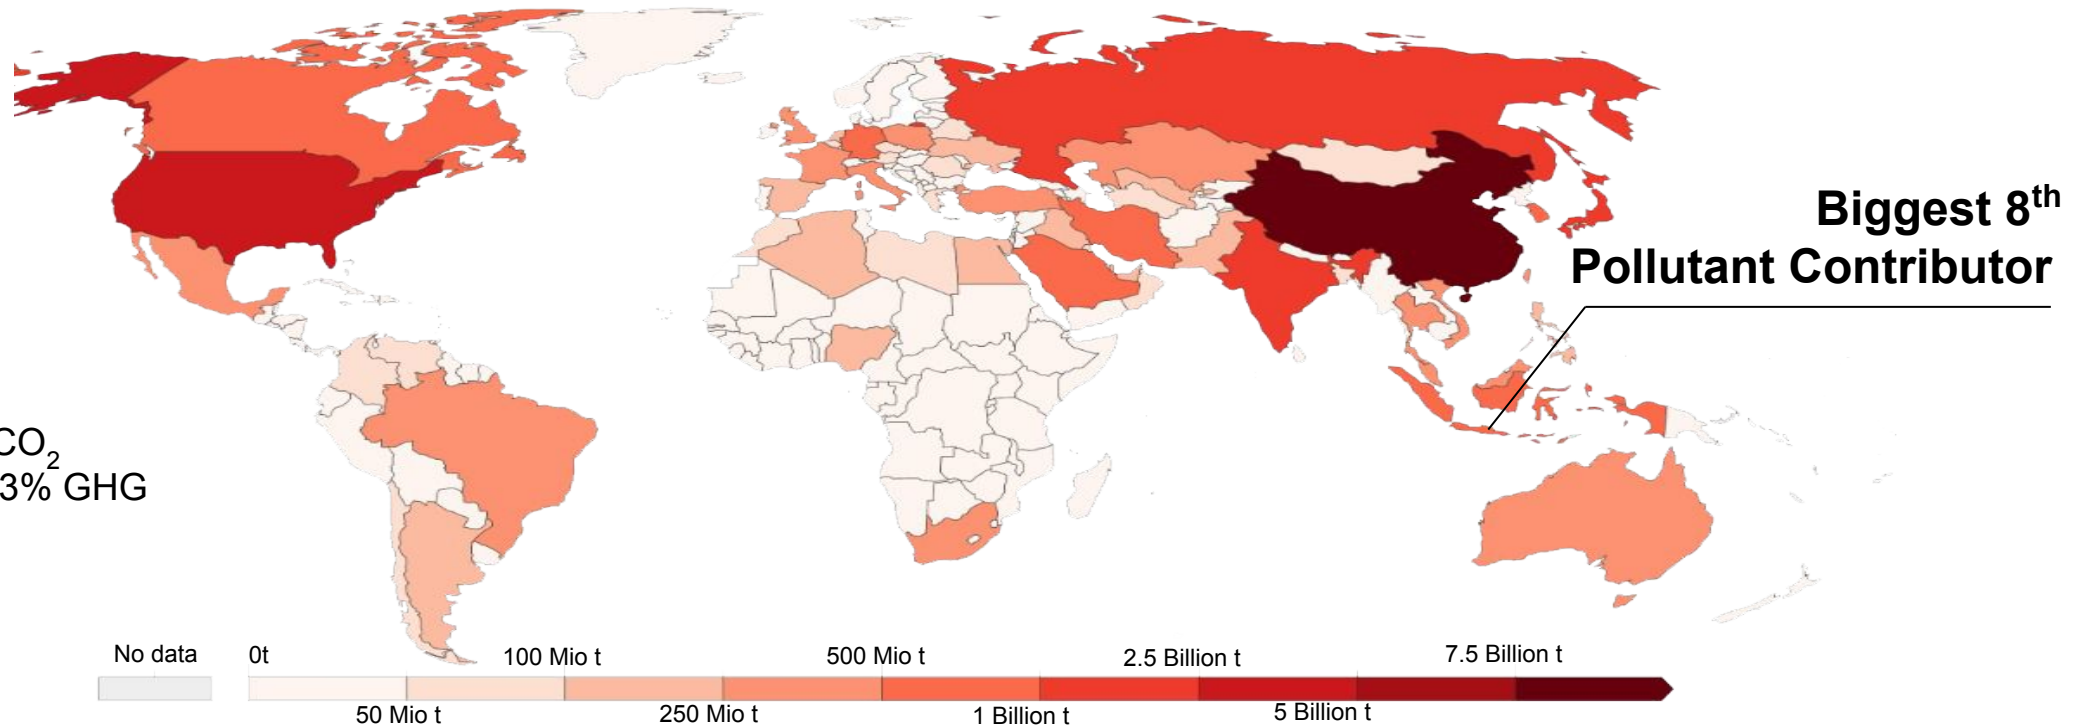 Biggest 8th
Pollutant Contributor
CO2
3% GHG
No data
0t
100 Mio t
500 Mio t
2.5 Billion t
7.5 Billion t
50 Mio t
250 Mio t
1 Billion t
5 Billion t